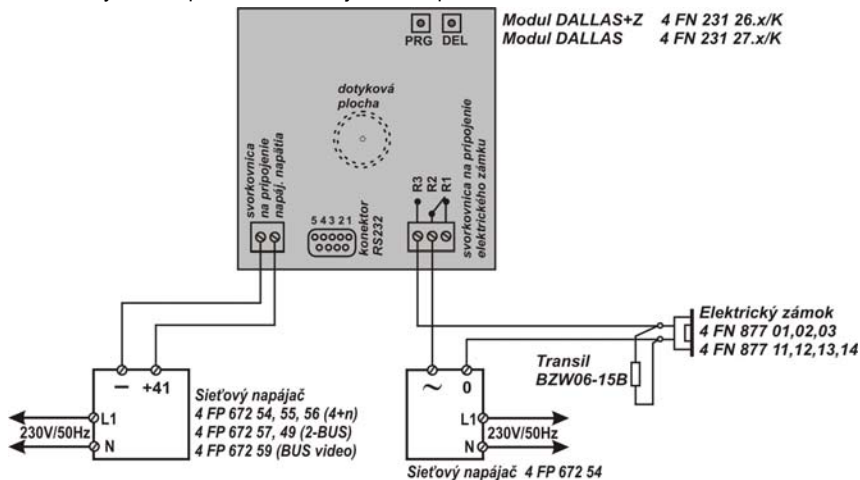 Modul DALLAS+Z 4 FN 231 26.x/K
Modul DALLAS 4 FN 231 27.x/K
PRG DEL
dotyková
plocha
svorkovnica
na pripojenie
napáj. napätia
5 4 3 2 1
konektor
RS232
R3
R2
R1
svorkovnica na pripojenie
elektrického zámku
Elektrický zámok
4 FN 877 01,02,03
4 FN 877 11,12,13,14
Transil
BZW06-15B
– +41
L1
230V/50Hz
N
Sieťový napájač
4 FP 672 54, 55, 56 (4+n)
4 FP 672 57, 49 (2-BUS)
4 FP 672 59 (BUS video)
~ 0
L1
230V/50Hz
N
Sieťový napájač 4 FP 672 54